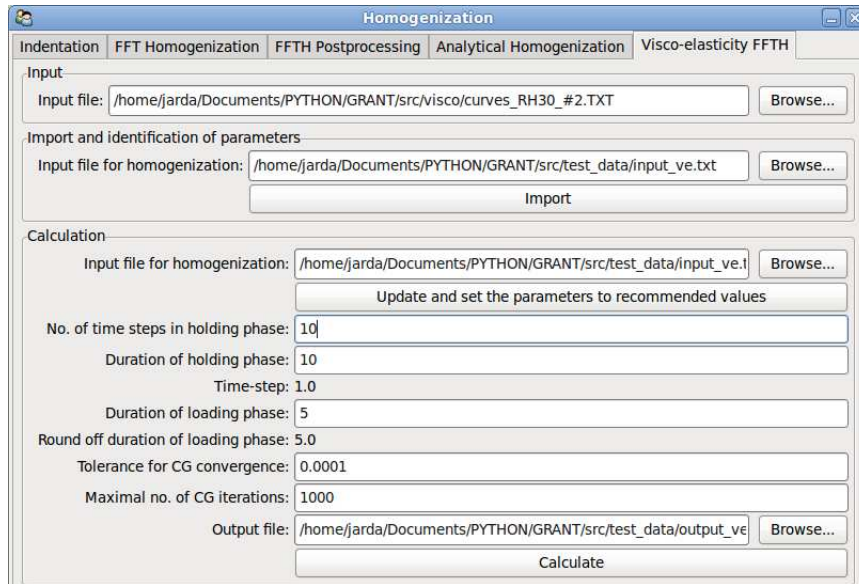 Homogenization
Indentation FFT Homogenization FFTH Postprocessing Analytical Homogenization Visco-elasticity FFTH
Input
Input file: /home/jarda/Documents/PYTHON/GRANT/src/visco/curves_RH30_#2.TXT Browse...
Import and identification of parameters
Input file for homogenization: /home/jarda/Documents/PYTHON/GRANT/src/test_data/input_ve.txt Browse...
Import
Calculation
Input file for homogenization: /home/jarda/Documents/PYTHON/GRANT/src/test_data/input_ve.t Browse...
Update and set the parameters to recommended values
No. of time steps in holding phase: 10
Duration of holding phase: 10
Time-step: 1.0
Duration of loading phase: 5
Round off duration of loading phase: 5.0
Tolerance for CG convergence: 0.0001
Maximal no. of CG iterations: 1000
Output file: /home/jarda/Documents/PYTHON/GRANT/src/test_data/output_ve Browse...
Calculate